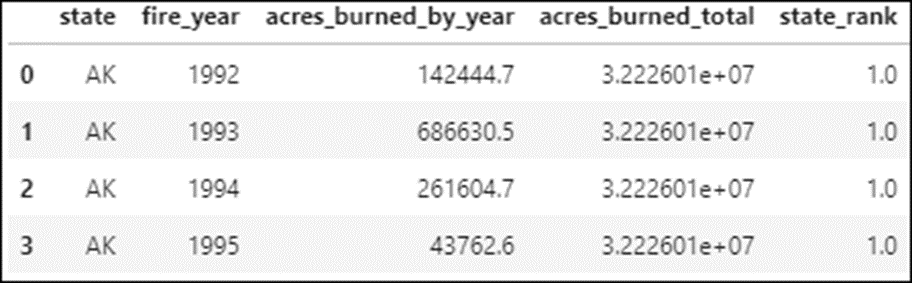 state fire_year acres_burned_by_year acres_burned_total state_rank
0 AK 1992 142444.7 3.222601e+07 1.0
1 AK 1993 686630.5 3.222601e+07 1.0
2 AK 1994 261604.7 3.222601e+07 1.0
3 AK 1995 43762.6 3.222601e+07 1.0